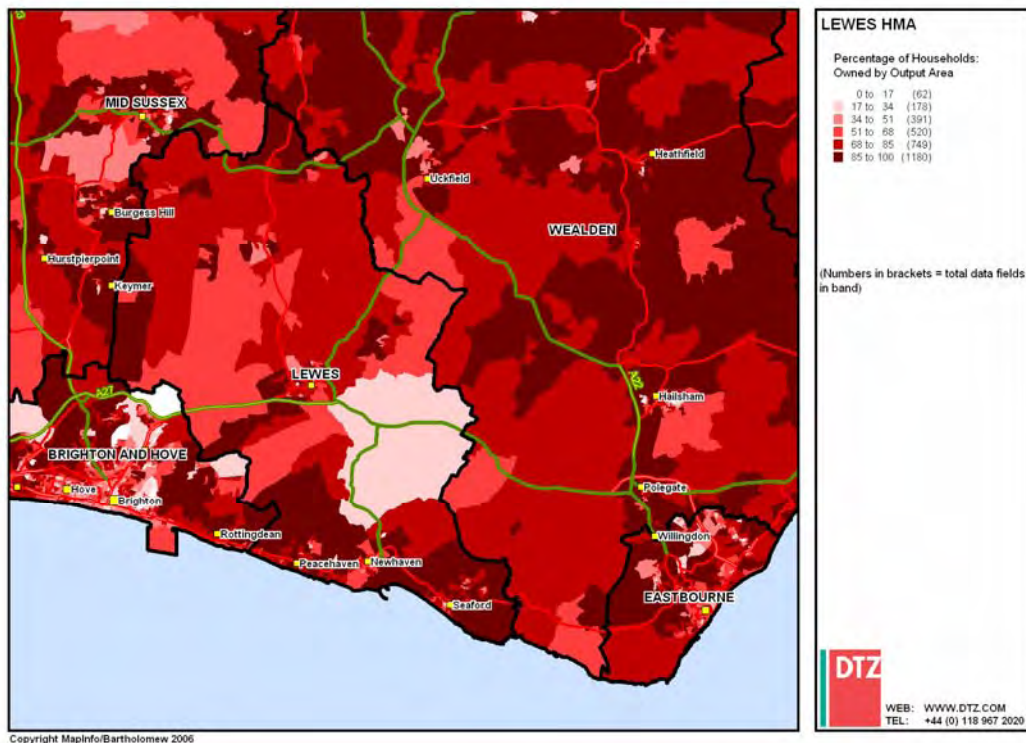 LEWES HMA
Percentage of Households:
Owned by Output Area
0 to 17 (62)
17 to 34 (178)
34 to 51 (391)
51 to 68 (520)
68 to 85 (749)
85 to 100 (1180)
(Numbers in brackets = total data fields
in band)
MID SUSSEX
Burgess Hill
Hurstpierpoint
Keymer
Uckfield
Heathfield
WEALDEN
LEWES
A27
A22
Hailsham
BRIGHTON AND HOVE
Hove
Brighton
Rottingdean
Peacehaven
Newhaven
Seaford
Polegate
Willingdon
EASTBOURNE
DTZ
WEB: WWW.DTZ.COM
TEL: +44 (0) 118 967 2020
Copyright MapInfo/Bartholomew 2006